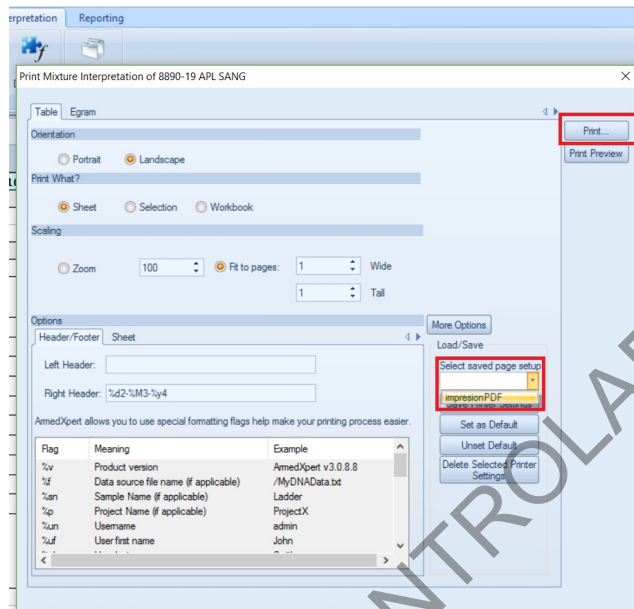 erpretation Reporting
Print Mixture Interpretation of 8890-19 APL SANG
Table Egram
Orientation
Portrait Landscape
Print What?
Sheet Selection Workbook
Scaling
Zoom 100 Fit to pages: 1 Wide
1 Tall
Options
Header/Footer Sheet
Left Header:
Right Header: %d2-%M3-%y4
ArmedXpert allows you to use special formatting flags help make your printing process easier.
Flag Meaning Example
%v Product version ArmedXpert v3.0.8.8
%f Data source file name (if applicable) /MyDNAData.txt
%sn Sample Name (if applicable) Ladder
%p Project Name (if applicable) ProjectX
%un Username admin
%uf User first name John
Print...
Print Preview
More Options
Load/Save
Select saved page setup
impresionPDF
Save Printer Settings
Set as Default
Unset Default
Delete Selected Printer
Settings
NTROLA